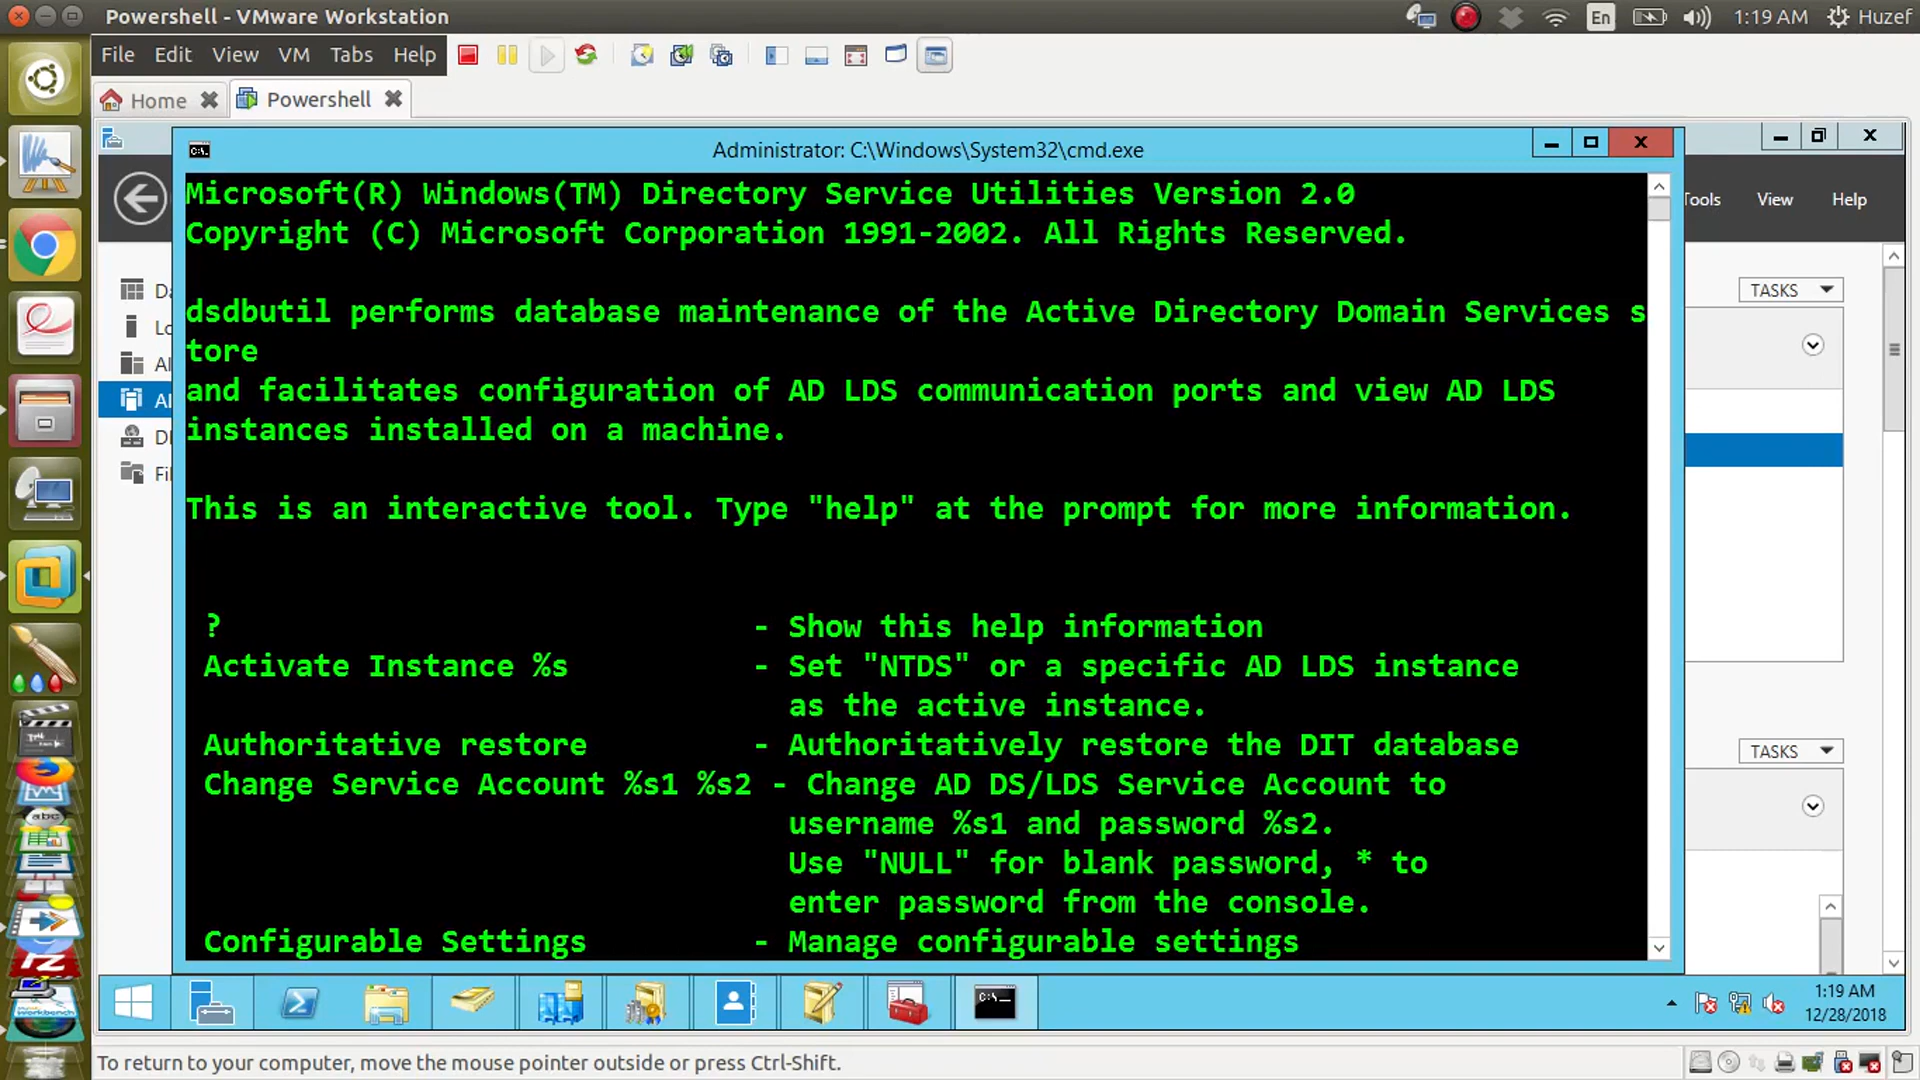 Powershell - VMware Workstation
En
1:19 AM
Huzef
File Edit View VM Tabs Help
Home
Powershell
Administrator: C:\Windows\System32\cmd.exe
Tools View Help
Microsoft(R) Windows(TM) Directory Service Utilities Version 2.0
Copyright (C) Microsoft Corporation 1991-2002. All Rights Reserved.
dsdbutil performs database maintenance of the Active Directory Domain Services s
tore
and facilitates configuration of AD LDS communication ports and view AD LDS
instances installed on a machine.
This is an interactive tool. Type "help" at the prompt for more information.
? - Show this help information
Activate Instance %s - Set "NTDS" or a specific AD LDS instance
as the active instance.
Authoritative restore - Authoritatively restore the DIT database
Change Service Account %s1 %s2 - Change AD DS/LDS Service Account to
username %s1 and password %s2.
Use "NULL" for blank password, * to
enter password from the console.
Configurable Settings - Manage configurable settings
Da
Lo
Al
Al
D
Fil
TASKS
TASKS
1:19 AM
12/28/2018
To return to your computer, move the mouse pointer outside or press Ctrl-Shift.